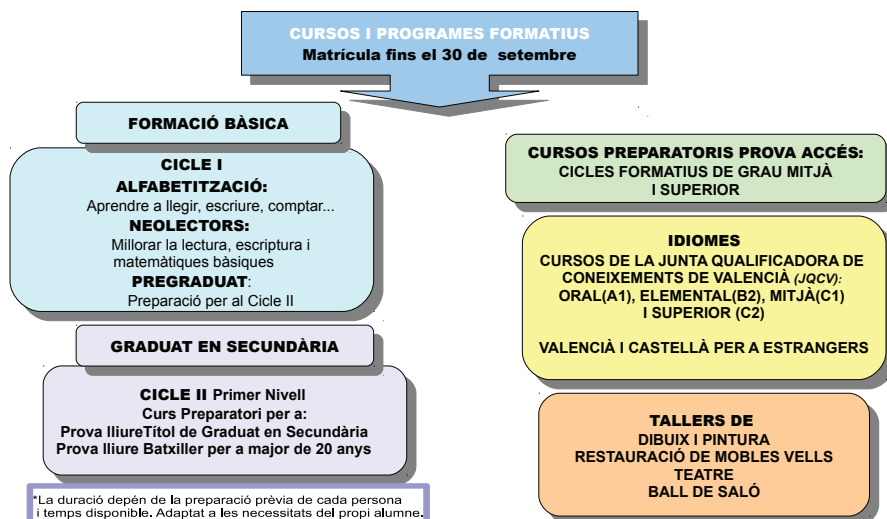 CURSOS I PROGRAMES FORMATIUS
Matrícula fins el 30 de setembre
FORMACIÓ BÀSICA
CICLE I
ALFABETITZACIÓ:
Aprendre a llegir, escriure, comptar...
NEOLECTORS:
Millorar la lectura, escriptura i
matemàtiques bàsiques
PREGRADUAT:
Preparació per al Cicle II
GRADUAT EN SECUNDÀRIA
CICLE II Primer Nivell
Curs Preparatori per a:
Prova lliureTítol de Graduat en Secundària
Prova lliure Batxiller per a major de 20 anys
*La duració depén de la preparació prèvia de cada persona
i temps disponible. Adaptat a les necessitats del propi alumne.
CURSOS PREPARATORIS PROVA ACCÉS:
CICLES FORMATIUS DE GRAU MITJÀ
I SUPERIOR
IDIOMES
CURSOS DE LA JUNTA QUALIFICADORA DE
CONEIXEMENTS DE VALENCIÀ (JQCV):
ORAL(A1), ELEMENTAL(B2), MITJÀ(C1)
I SUPERIOR (C2)
VALENCIÀ I CASTELLÀ PER A ESTRANGERS
TALLERS DE
DIBUIX I PINTURA
RESTAURACIÓ DE MOBLES VELLS
TEATRE
BALL DE SALÓ